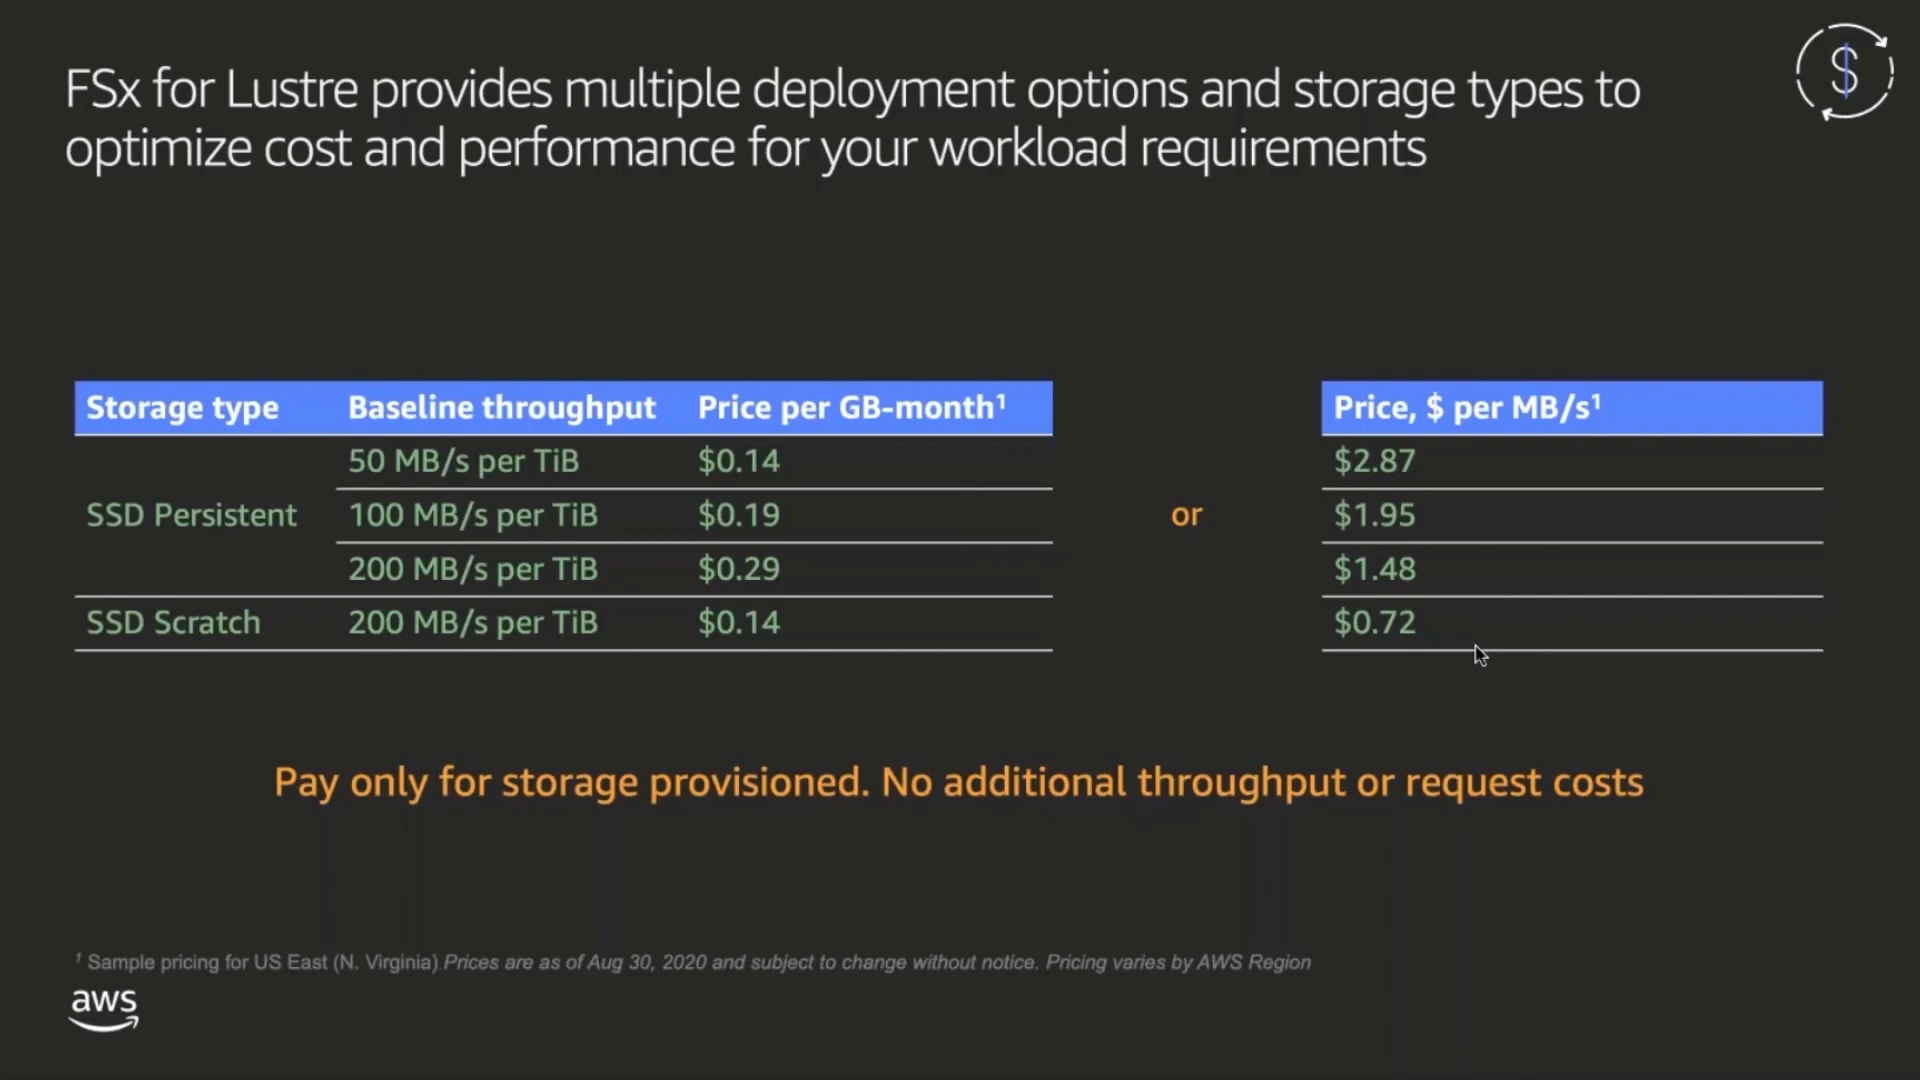 FSx for Lustre provides multiple deployment options and storage types to
optimize cost and performance for your workload requirements
$
Storage type Baseline throughput Price per GB-month¹ Price, $ per MB/s¹
50 MB/s per TiB $0.14 $2.87
SSD Persistent 100 MB/s per TiB $0.19 or $1.95
200 MB/s per TiB $0.29 $1.48
SSD Scratch 200 MB/s per TiB $0.14 $0.72
Pay only for storage provisioned. No additional throughput or request costs
¹ Sample pricing for US East (N. Virginia) Prices are as of Aug 30, 2020 and subject to change without notice. Pricing varies by AWS Region
aws